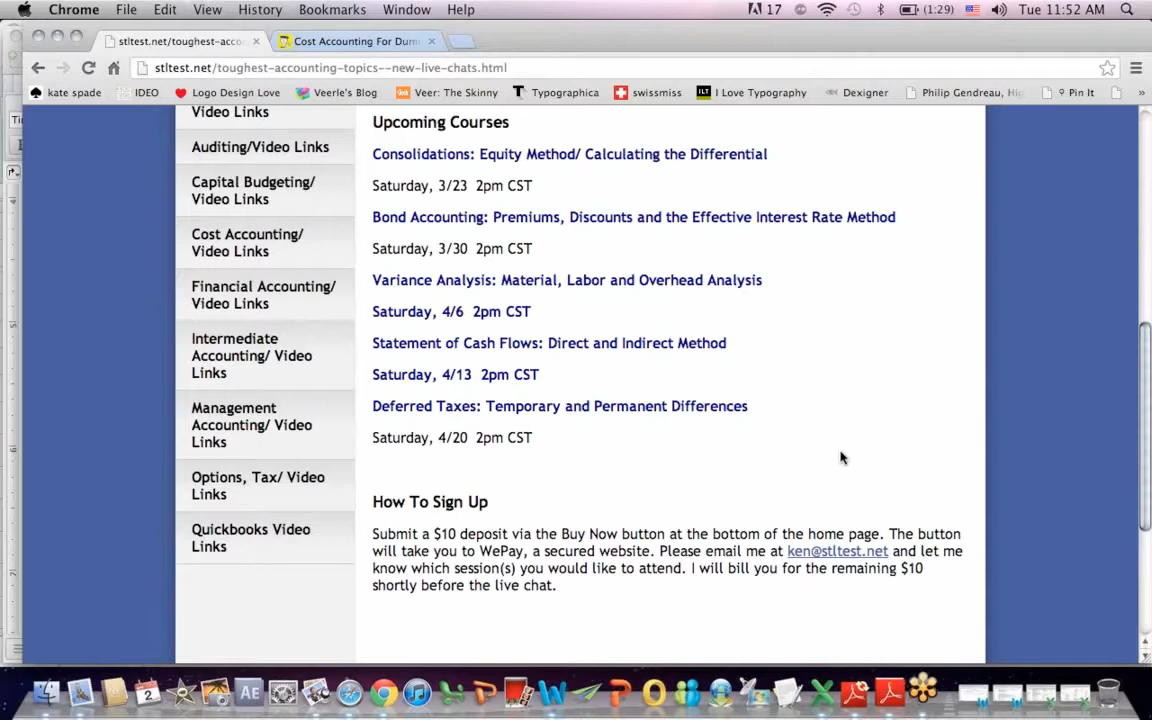 Chrome File Edit View History Bookmarks Window Help 17 (1:29) Tue 11:52 AM
stltest.net/toughest-acco Cost Accounting For Dum
stltest.net/toughest-accounting-topics--new-live-chats.html
kate spade IDEO Logo Design Love Veerle's Blog Veer: The Skinny Typographica swissmiss I Love Typography Dexigner Philip Gendreau, Hig Pin It »
Video Links
Auditing/Video Links
Capital Budgeting/
Video Links
Cost Accounting/
Video Links
Financial Accounting/
Video Links
Intermediate
Accounting/ Video
Links
Management
Accounting/ Video
Links
Options, Tax/ Video
Links
Quickbooks Video
Links
Upcoming Courses
Consolidations: Equity Method/ Calculating the Differential
Saturday, 3/23 2pm CST
Bond Accounting: Premiums, Discounts and the Effective Interest Rate Method
Saturday, 3/30 2pm CST
Variance Analysis: Material, Labor and Overhead Analysis
Saturday, 4/6 2pm CST
Statement of Cash Flows: Direct and Indirect Method
Saturday, 4/13 2pm CST
Deferred Taxes: Temporary and Permanent Differences
Saturday, 4/20 2pm CST
How To Sign Up
Submit a $10 deposit via the Buy Now button at the bottom of the home page. The button
will take you to WePay, a secured website. Please email me at ken@stltest.net and let me
know which session(s) you would like to attend. I will bill you for the remaining $10
shortly before the live chat.